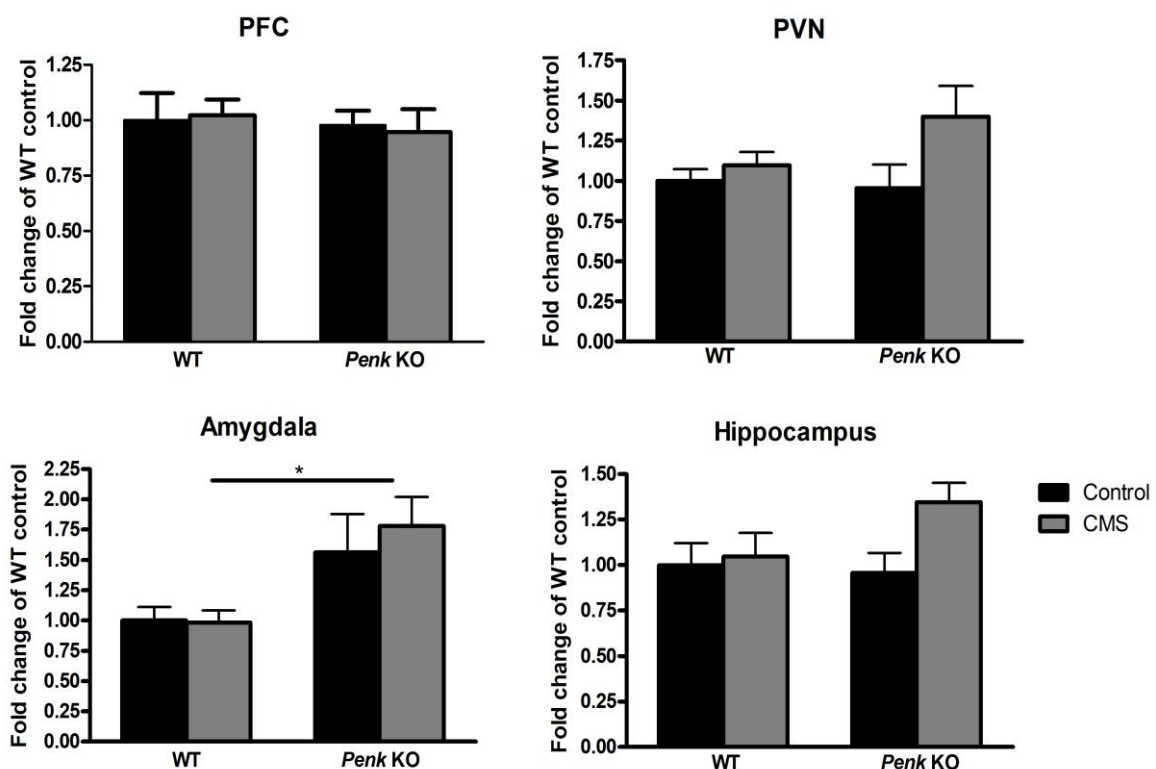 PFC
Fold change of WT control
1.25
1.00
0.75
0.50
0.25
0.00
WT
Penk KO
PVN
Fold change of WT control
1.75
1.50
1.25
1.00
0.75
0.50
0.25
0.00
WT
Penk KO
Amygdala
Fold change of WT control
2.25
2.00
1.75
1.50
1.25
1.00
0.75
0.50
0.25
0.00
*
WT
Penk KO
Hippocampus
Fold change of WT control
1.50
1.25
1.00
0.75
0.50
0.25
0.00
WT
Penk KO
Control
CMS